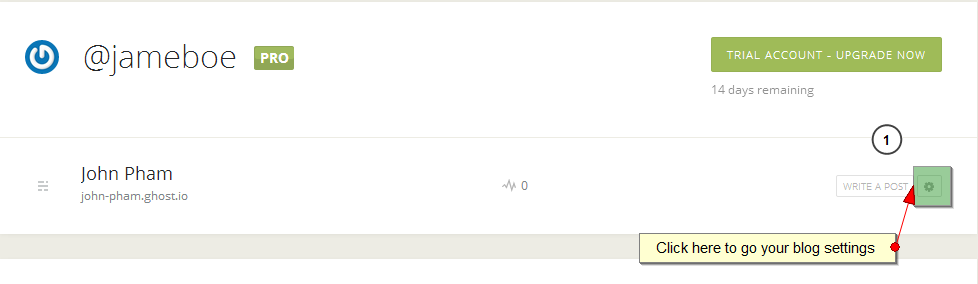 @jameboe PRO
TRIAL ACCOUNT - UPGRADE NOW
14 days remaining
1
John Pham
john-pham.ghost.io
0
WRITE A POST
Click here to go your blog settings